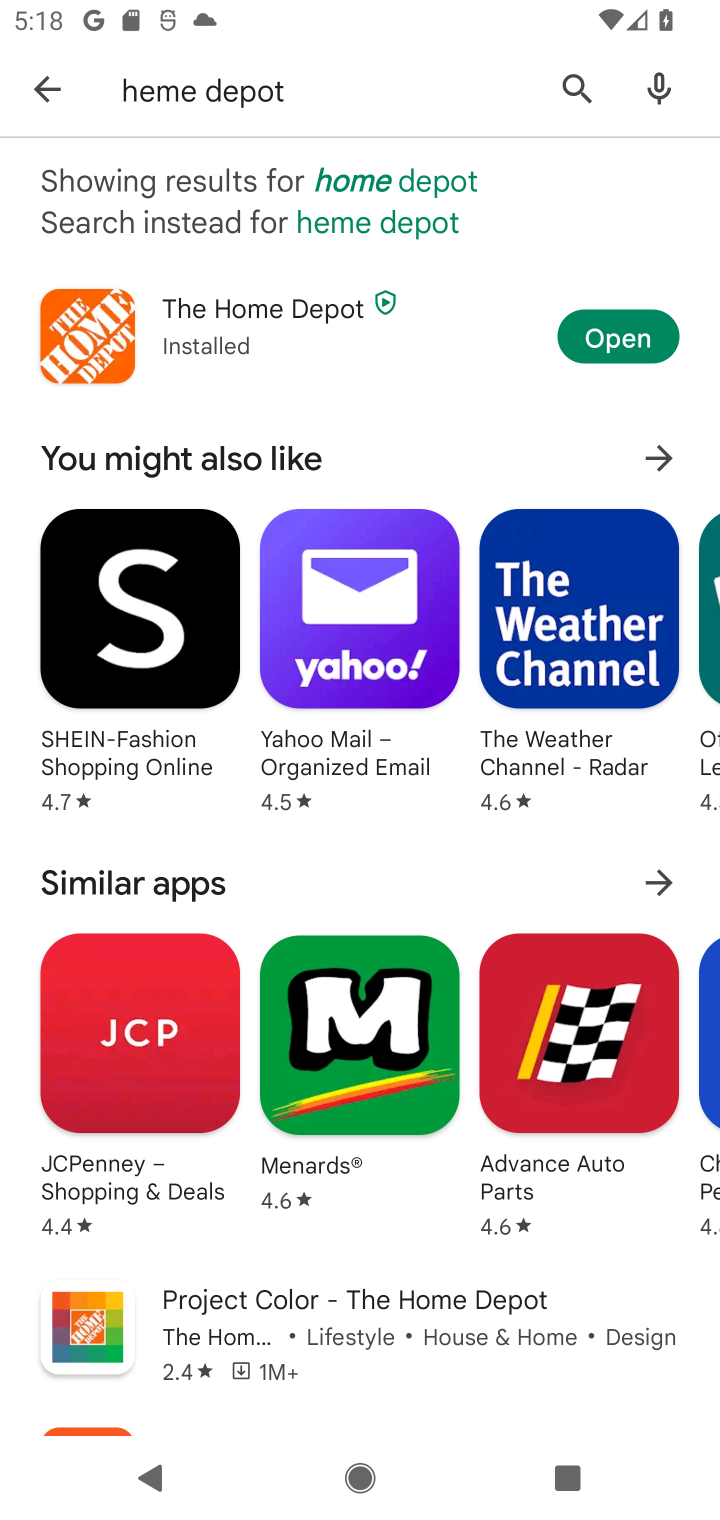 5:18
heme depot
Showing results for home depot
Search instead for heme depot
THE HOME DEPOT
The Home Depot
Installed
Open
You might also like
S
yahoo!
The Weather Channel
SHEIN-Fashion Shopping Online
4.7★
Yahoo Mail – Organized Email
4.5★
The Weather Channel - Radar
4.6★
Similar apps
JCP
M
JCPenney – Shopping & Deals
4.4★
Menards®
4.6★
Advance Auto Parts
4.6★
THE HOME DEPOT
Project Color - The Home Depot
The Hom... • Lifestyle • House & Home • Design
2.4★ 1M+